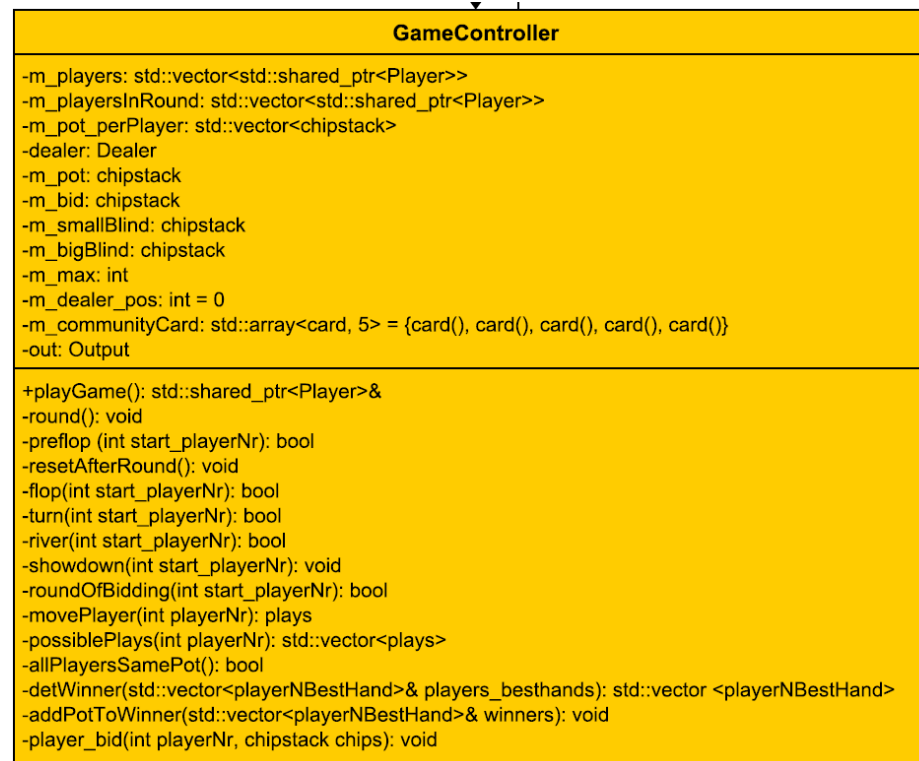 GameController
-m_players: std::vector<std::shared_ptr<Player>>
-m_playersInRound: std::vector<std::shared_ptr<Player>>
-m_pot_perPlayer: std::vector<chipstack>
-dealer: Dealer
-m_pot: chipstack
-m_bid: chipstack
-m_smallBlind: chipstack
-m_bigBlind: chipstack
-m_max: int
-m_dealer_pos: int = 0
-m_communityCard: std::array<card, 5> = {card(), card(), card(), card(), card()}
-out: Output
+playGame(): std::shared_ptr<Player>&
-round(): void
-preflop (int start_playerNr): bool
-resetAfterRound(): void
-flop(int start_playerNr): bool
-turn(int start_playerNr): bool
-river(int start_playerNr): bool
-showdown(int start_playerNr): void
-roundOfBidding(int start_playerNr): bool
-movePlayer(int playerNr): plays
-possiblePlays(int playerNr): std::vector<plays>
-allPlayersSamePot(): bool
-detWinner(std::vector<playerNBestHand>& players_besthands): std::vector <playerNBestHand>
-addPotToWinner(std::vector<playerNBestHand>& winners): void
-player_bid(int playerNr, chipstack chips): void